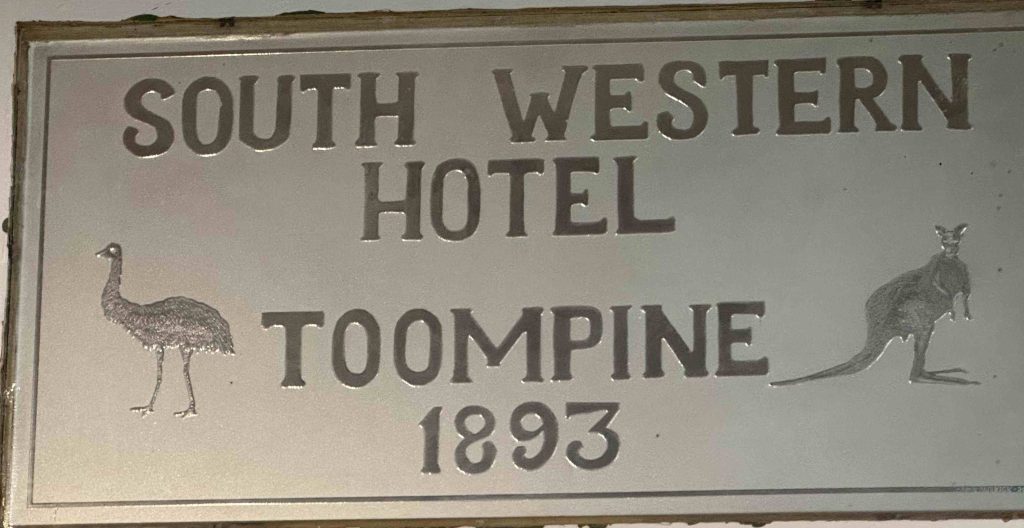 SOUTH WESTERN
HOTEL
TOOMPINE
1893